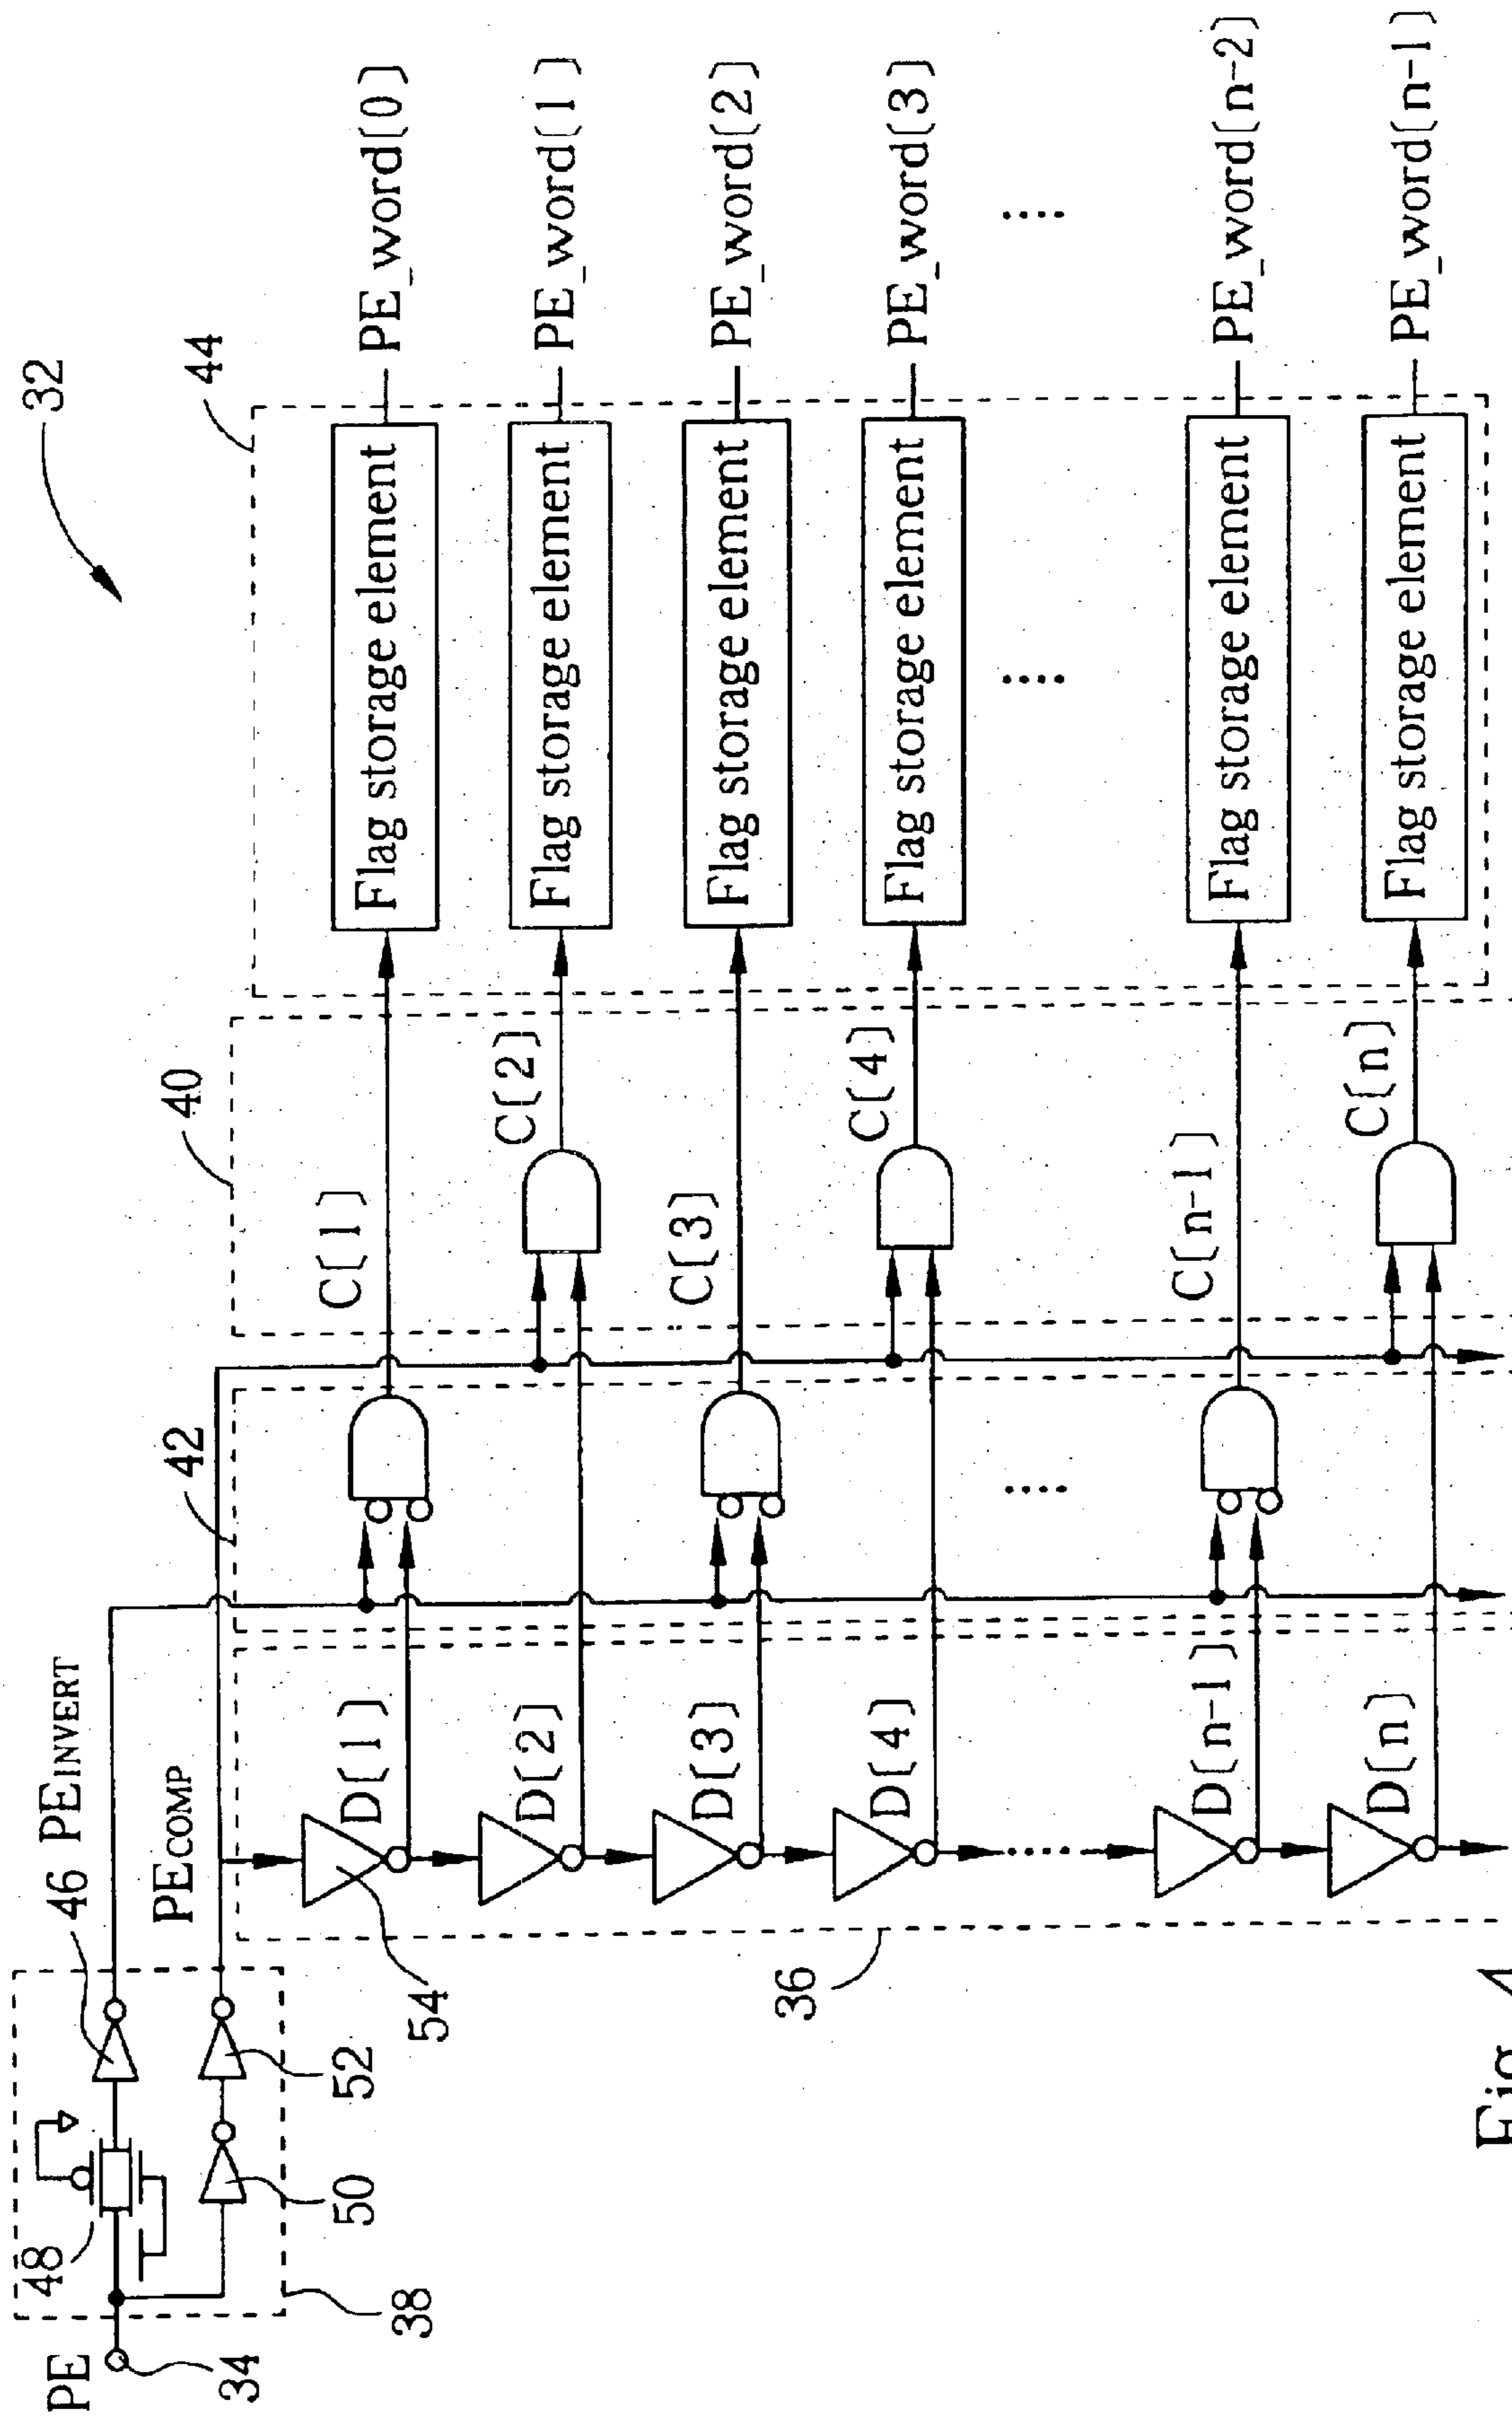 32
44
PE_word(0)
PE_word(1)
PE_word(2)
PE_word(3)
....
PE_word(n-2)
PE_word(n-1)
Flag storage element
Flag storage element
Flag storage element
Flag storage element
....
Flag storage element
Flag storage element
40
C(1)
C(2)
C(3)
C(4)
C(n-1)
C(n)
42
....
PEINVERT
PECOMP
D(1)
D(2)
D(3)
D(4)
D(n-1)
D(n)
46
48
50
52
54
36
38
PE
34
Fig. 4